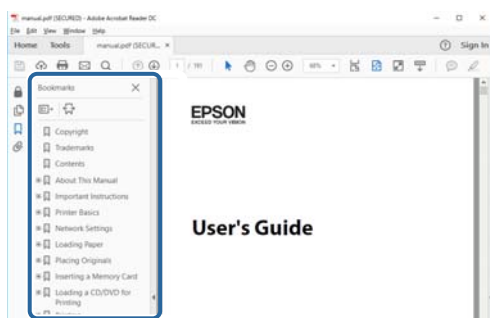 manual.pdf (SECURED) - Adobe Acrobat Reader DC
File Edit View Window Help
Home Tools manual.pdf (SECUR... × Sign In
1 / 191
Bookmarks
Copyright
Trademarks
Contents
About This Manual
Important Instructions
Printer Basics
Network Settings
Loading Paper
Placing Originals
Inserting a Memory Card
Loading a CD/DVD for
Printing
EPSON
EXCEED YOUR VISION
User's Guide